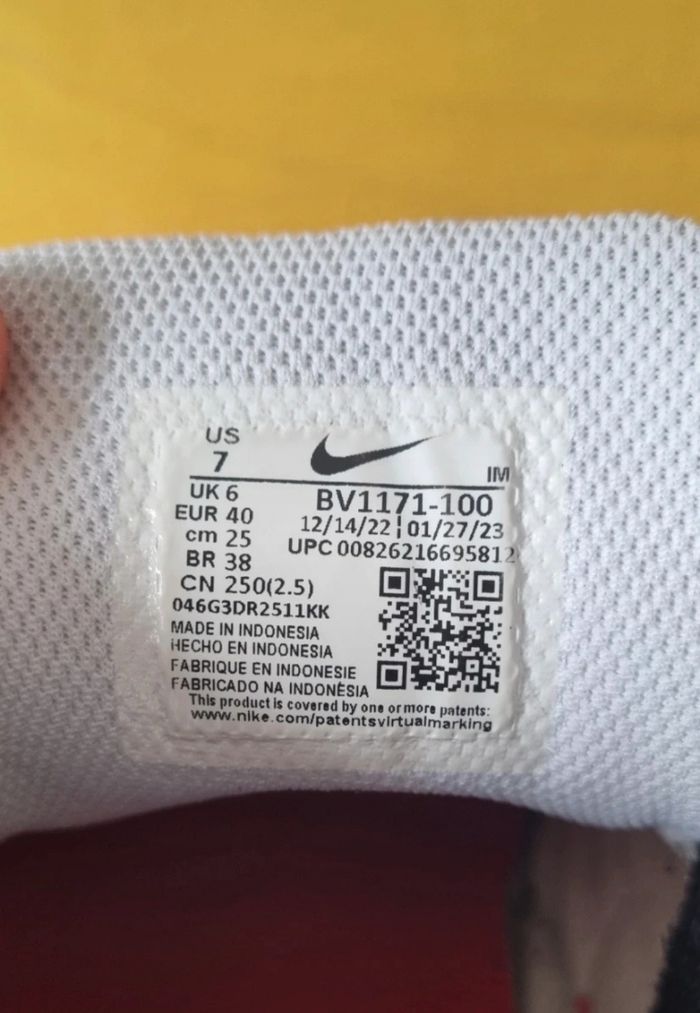 US
7
IM
UK 6
EUR 40
cm 25
BR 38
CN 250(2.5)
046G3DR2511KK
BV1171-100
12/14/22 ¦ 01/27/23
UPC 00826216695812
MADE IN INDONESIA
HECHO EN INDONESIA
FABRIQUE EN INDONESIE
FABRICADO NA INDONÉSIA
This product is covered by one or more patents:
www.nike.com/patentsvirtualmarking